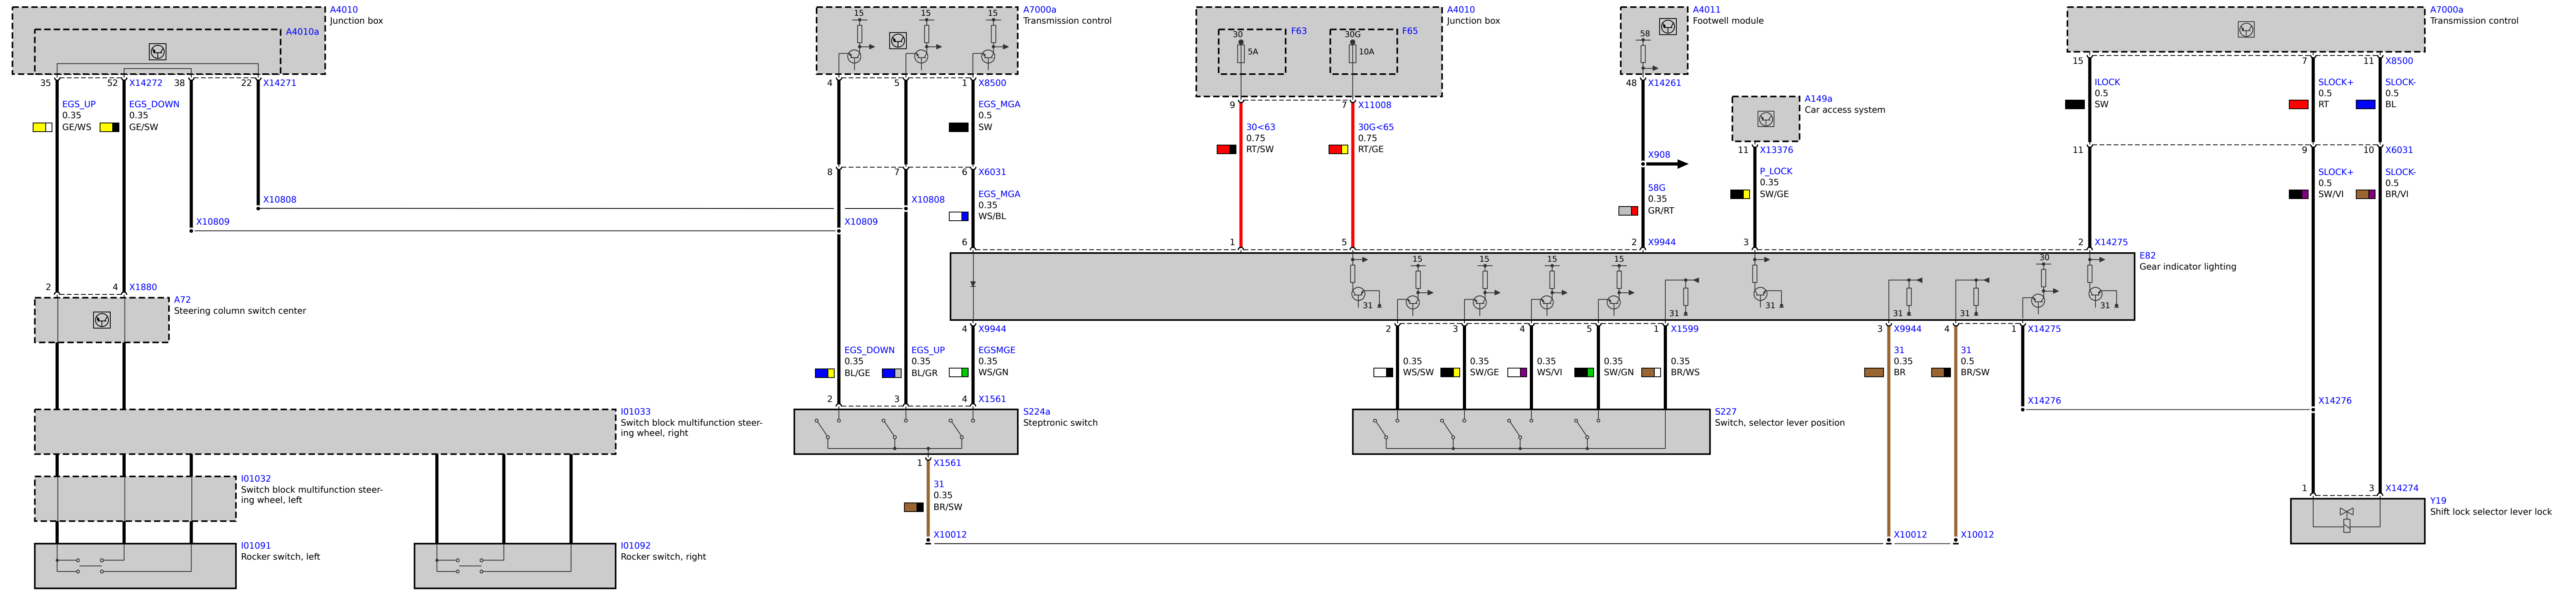 A4010
Junction box
A4010a
A7000a
Transmission control
15
15
15
A4010
Junction box
F63
30
5A
F65
30G
10A
A4011
Footwell module
58
A7000a
Transmission control
35
52
X14272
38
22
X14271
4
5
1
X8500
9
7
X11008
48
X14261
15
7
11
X8500
EGS_UP
0.35
GE/WS
EGS_DOWN
0.35
GE/SW
EGS_MGA
0.5
SW
30<63
0.75
RT/SW
30G<65
0.75
RT/GE
A149a
Car access system
ILOCK
0.5
SW
SLOCK+
0.5
RT
SLOCK-
0.5
BL
X908
11
X13376
11
9
10
X6031
8
7
6
X6031
P_LOCK
0.35
SW/GE
SLOCK+
0.5
SW/VI
SLOCK-
0.5
BR/VI
X10808
X10809
X10808
X10809
EGS_MGA
0.35
WS/BL
58G
0.35
GR/RT
6
1
5
2
X9944
3
2
X14275
E82
Gear indicator lighting
31
15
15
15
15
31
31
31
31
30
31
2
4
X1880
A72
Steering column switch center
4
X9944
2
3
4
5
1
X1599
3
X9944
4
1
X14275
EGS_DOWN
0.35
BL/GE
EGS_UP
0.35
BL/GR
EGSMGE
0.35
WS/GN
0.35
WS/SW
0.35
SW/GE
0.35
WS/VI
0.35
SW/GN
0.35
BR/WS
31
0.35
BR
31
0.5
BR/SW
2
3
4
X1561
X14276
X14276
I01033
Switch block multifunction steer-
ing wheel, right
S224a
Steptronic switch
S227
Switch, selector lever position
1
X1561
I01032
Switch block multifunction steer-
ing wheel, left
31
0.35
BR/SW
1
3
X14274
Y19
Shift lock selector lever lock
X10012
X10012
X10012
I01091
Rocker switch, left
I01092
Rocker switch, right